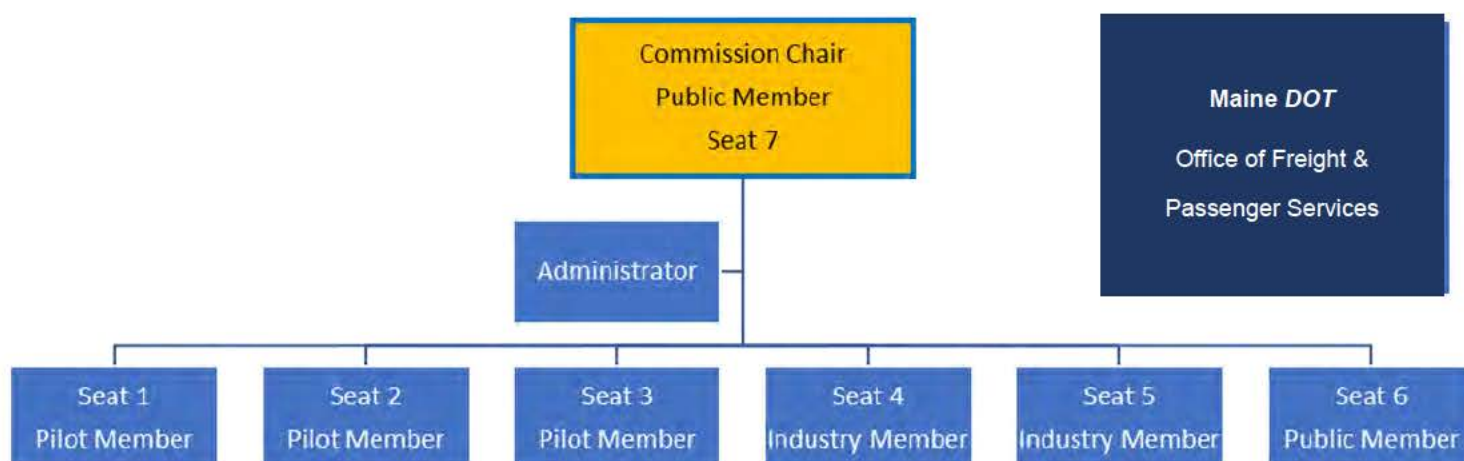 Commission Chair
Public Member
Seat 7
Maine DOT
Office of Freight &
Passenger Services
Administrator
Seat 1
Pilot Member
Seat 2
Pilot Member
Seat 3
Pilot Member
Seat 4
Industry Member
Seat 5
Industry Member
Seat 6
Public Member